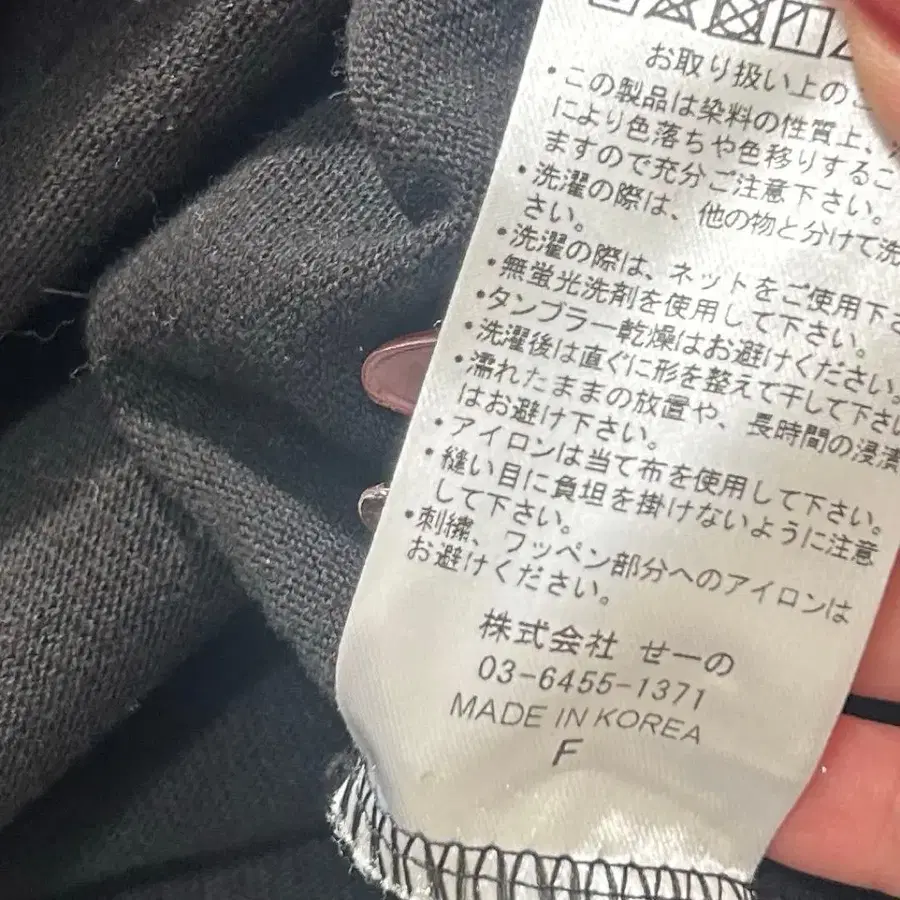 お取り扱い上のご
・この製品は染料の性質上、
により色落ちや色移りするこ
ますので充分ご注意下さい。
・洗濯の際は、他の物と分けて洗
さい。
・洗濯の際は、ネットをご使用下さ
・無蛍光洗剤を使用して下さい。
・タンブラー乾燥はお避けください。
・洗濯後は直ぐに形を整えて干して下さい
・濡れたままの放置や、長時間の浸漬
はお避け下さい。
・アイロンは当て布を使用して下さい。
・縫い目に負担を掛けないように注意
して下さい。
・刺繍、ワッペン部分へのアイロンは
お避けください。
株式会社 せーの
03-6455-1371
MADE IN KOREA
F